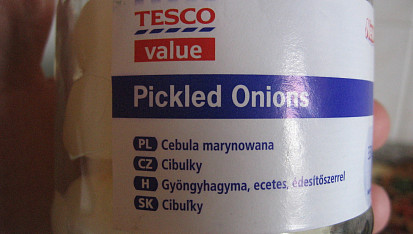 TESCO
value
Pickled Onions
PL Cebula marynowana
CZ Cibulky
H Gyöngyhagyma, ecetes, édesítőszerrel
SK Cibuľky